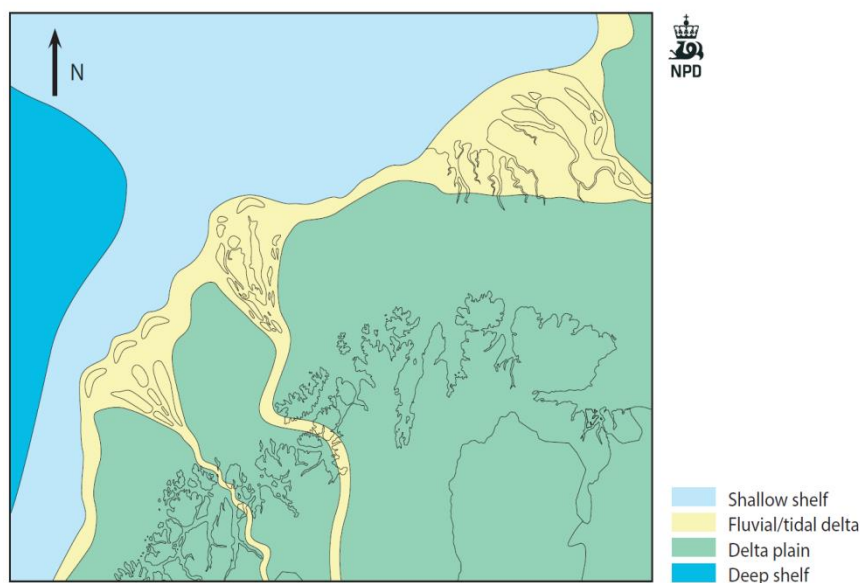 N
NPD
Shallow shelf
Fluvial/tidal delta
Delta plain
Deep shelf